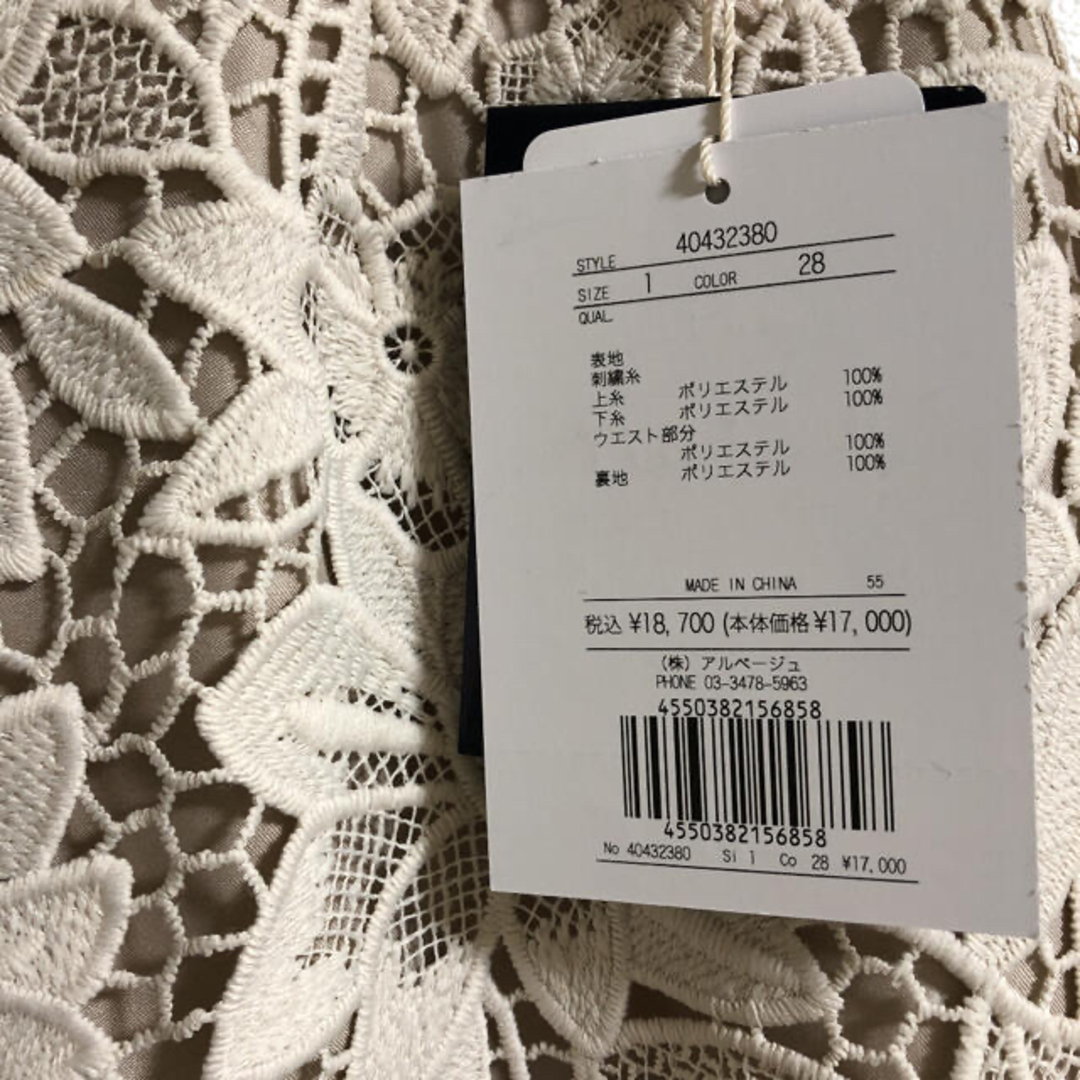 STYLE 40432380
SIZE 1 COLOR 28
QUAL.
表地
刺繍糸
上糸 ポリエステル 100%
下糸 ポリエステル 100%
ウエスト部分
ポリエステル 100%
裏地 ポリエステル 100%
MADE IN CHINA 55
税込 ¥18,700 (本体価格¥17,000)
(株) アルページュ
PHONE 03-3478-5963
4550382156858
4550382156858
No 40432380 Si 1 Co 28 ¥17,000